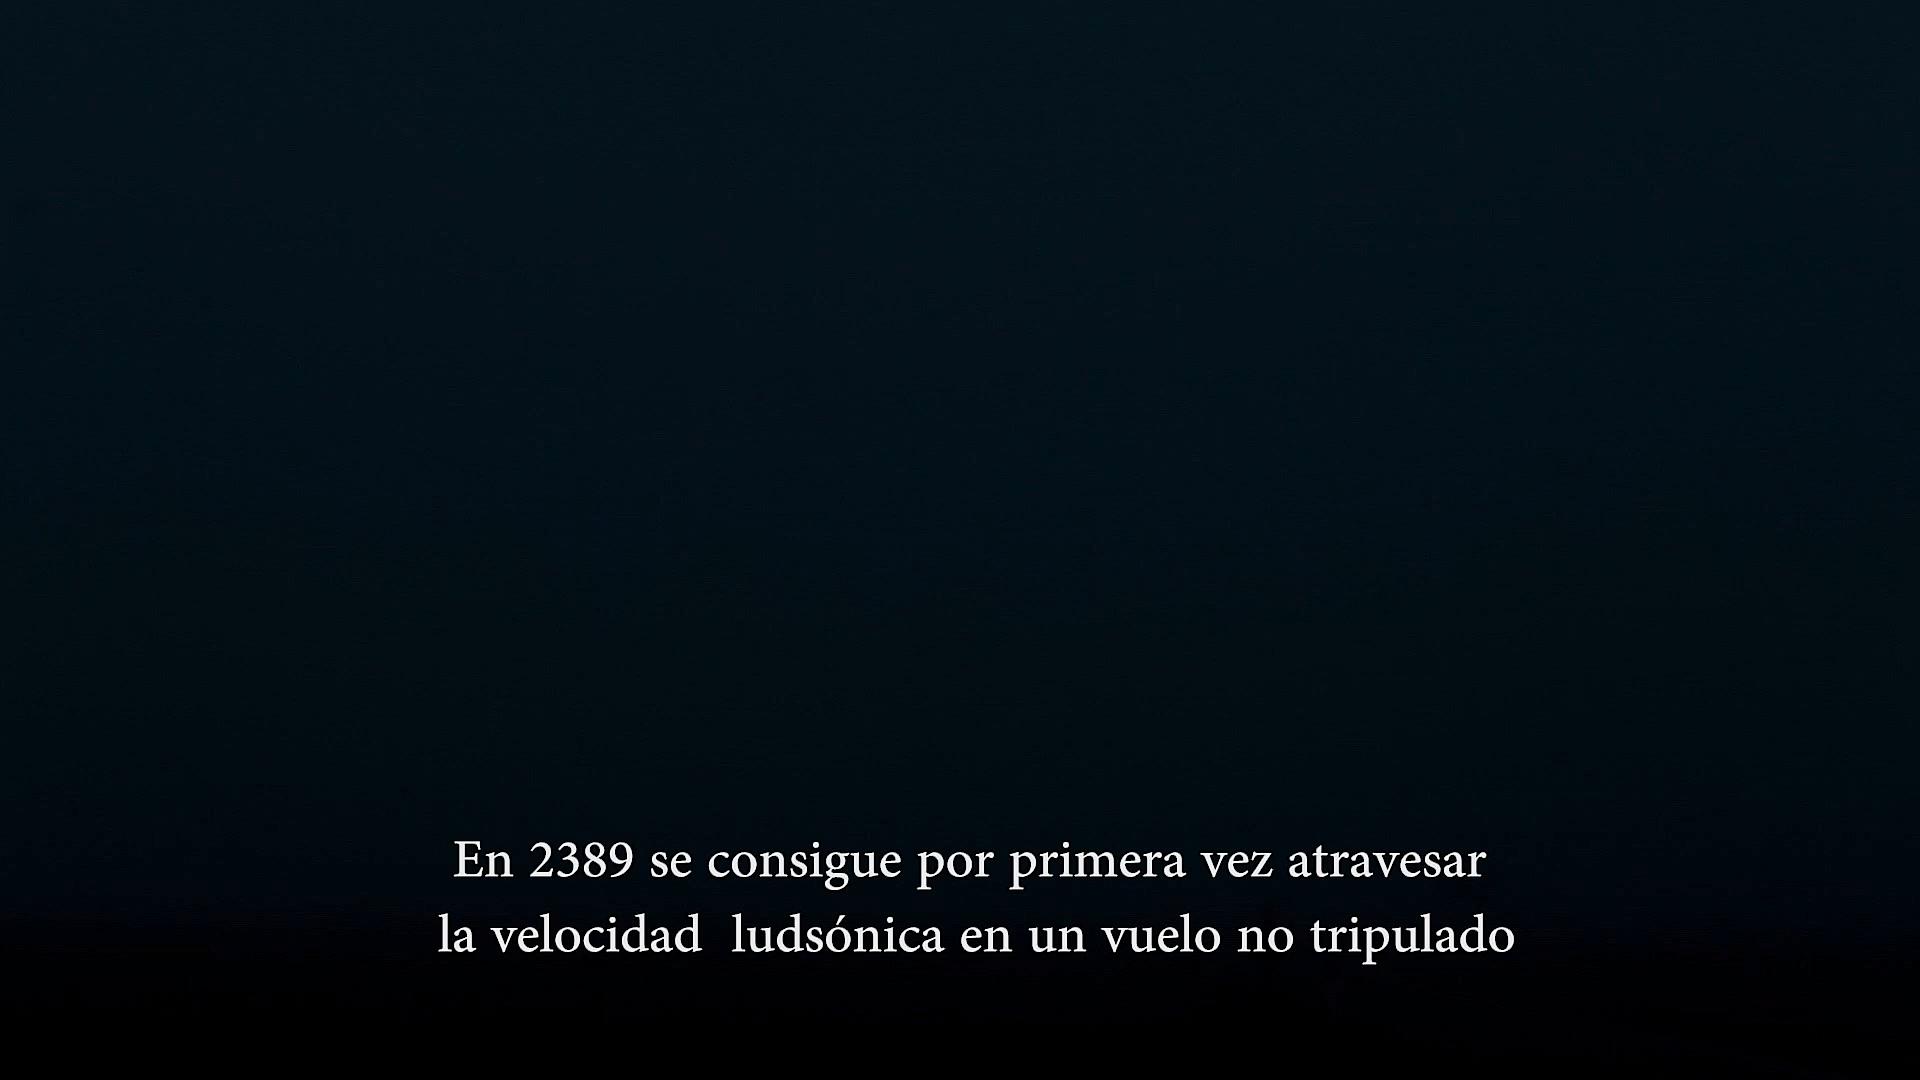 En 2389 se consigue por primera vez atravesar
la velocidad  ludsónica en un vuelo no tripulado